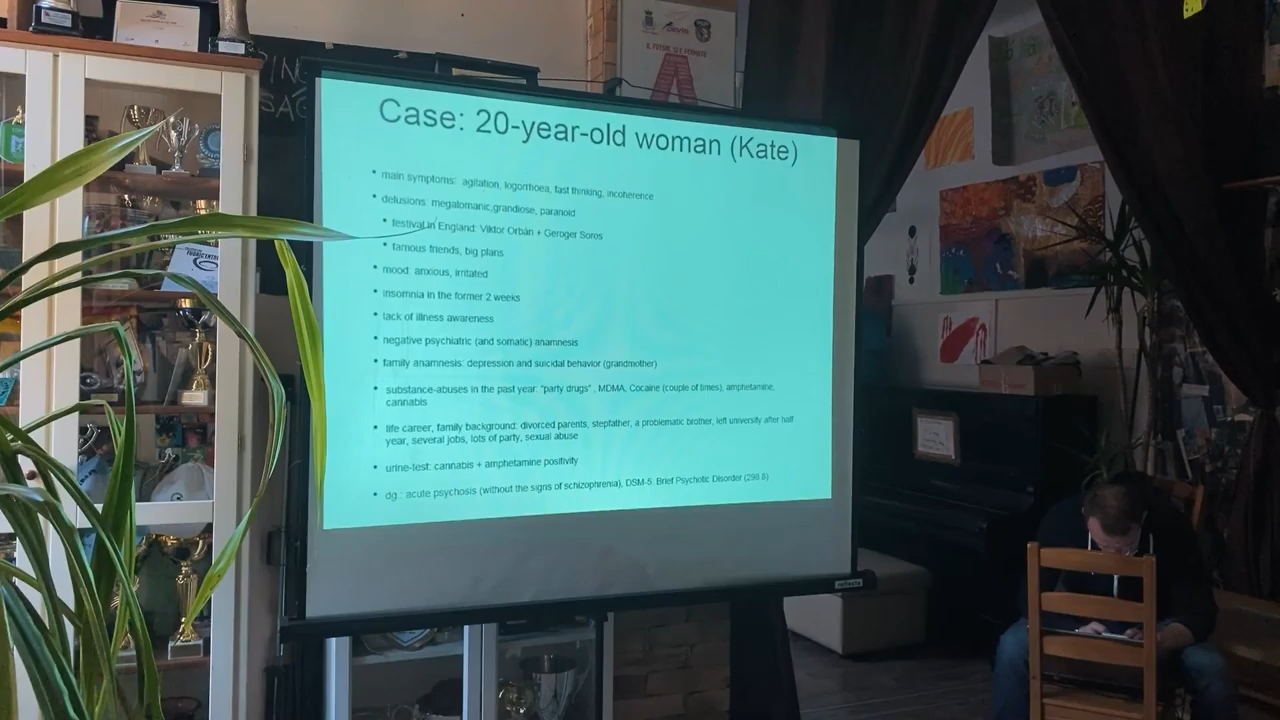 IL FUTSAL SI È FERMATO
Case: 20-year-old woman (Kate)
• main symptoms: agitation, logorrhoea, fast thinking, incoherence
• delusions: megalomanic,grandiose, paranoid
• festival in England: Viktor Orbán + Geroger Soros
• famous friends, big plans
• mood: anxious, irritated
• insomnia in the former 2 weeks
• lack of illness awareness
• negative psychiatric (and somatic) anamnesis
• family anamnesis: depression and suicidal behavior (grandmother)
• substance-abuses in the past year: "party drugs" , MDMA, Cocaine (couple of times), amphetamine,
cannabis
• life career, family background: divorced parents, stepfather, a problematic brother, left university after half
year, several jobs, lots of party, sexual abuse
• urine-test: cannabis + amphetamine positivity
• dg.: acute psychosis (without the signs of schizophrenia), DSM-5: Brief Psychotic Disorder (298.8)
reflecta